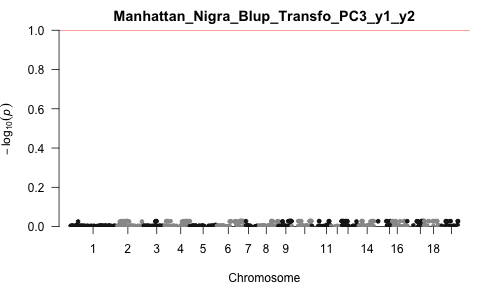 Manhattan_Nigra_Blup_Transfo_PC3_y1_y2
1.0
0.8
0.6
0.4
0.2
0.0
− log10(p)
1 2 3 4 5 6 7 8 9 11 14 16 18
Chromosome